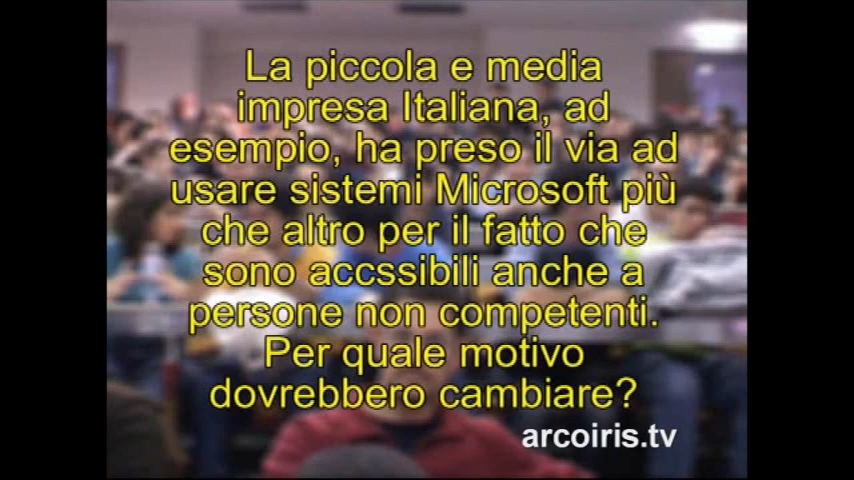 La piccola e media
impresa Italiana, ad
esempio, ha preso il via ad
usare sistemi Microsoft più
che altro per il fatto che
sono accssibili anche a
persone non competenti.
Per quale motivo
dovrebbero cambiare?
arcoiris.tv